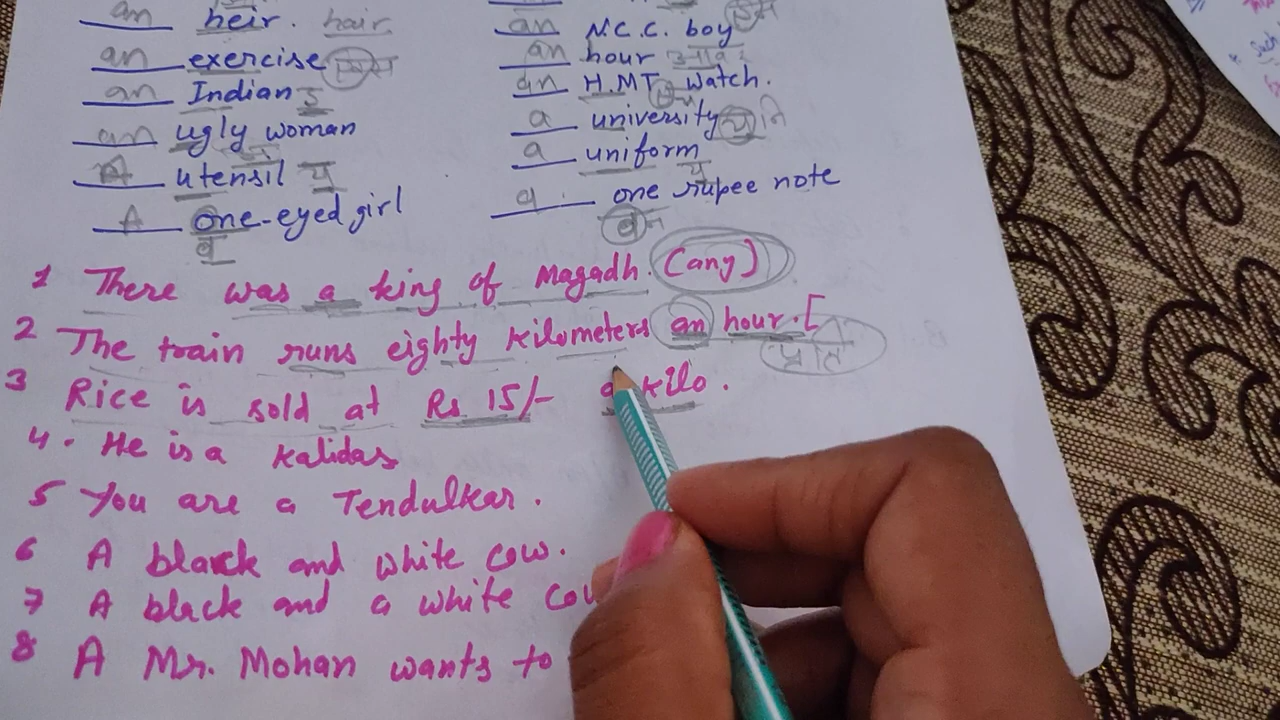 an heir. hair
an exercise
an Indian इ
an ugly woman
A utensil य
A one-eyed girl
व
an N.C.C. boy
an hour
an H.M.T. watch.
a university
a uniform य
a one rupee note
1 There was a king of Magadh. (any)
2 The train runs eighty kilometers an hour. [
प्रति
3 Rice is sold at Rs 15/- a kilo.
4. He is a Kalidas
5 You are a Tendulkar.
6 A black and white cow.
7 A black and a white
8 A Mr. Mohan wants to